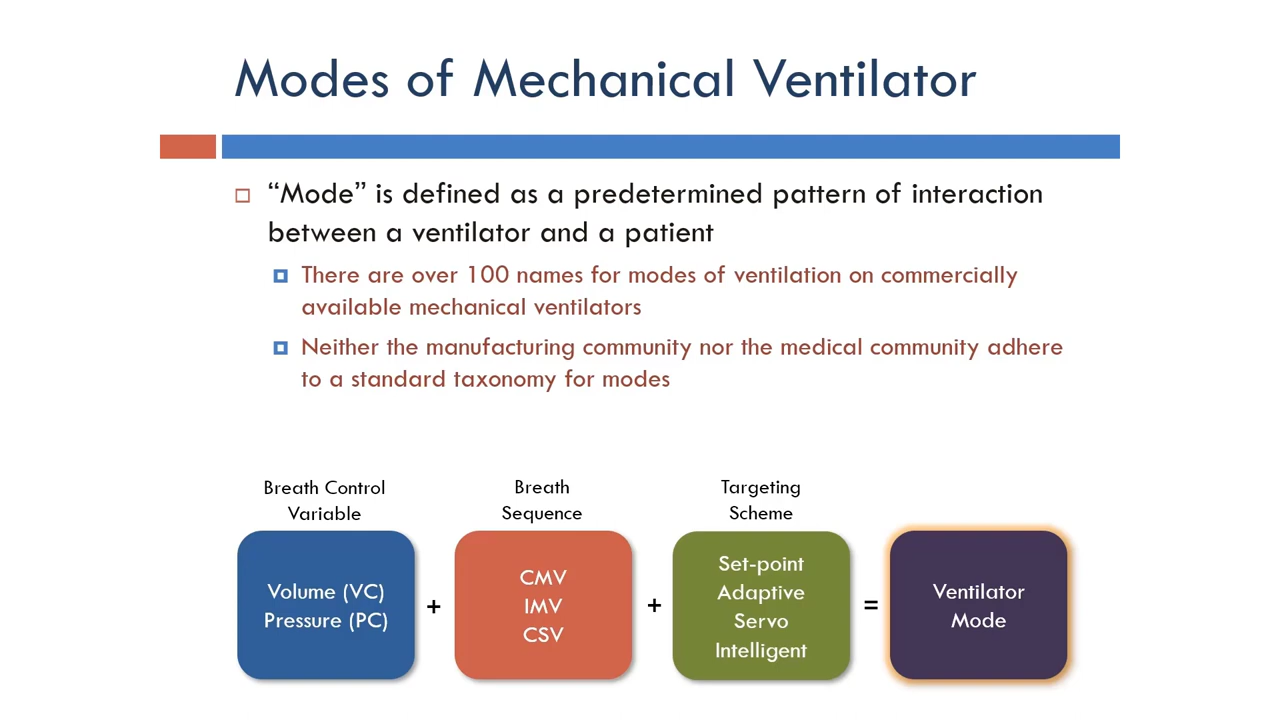 Modes of Mechanical Ventilator
“Mode” is defined as a predetermined pattern of interaction
between a ventilator and a patient
There are over 100 names for modes of ventilation on commercially
available mechanical ventilators
Neither the manufacturing community nor the medical community adhere
to a standard taxonomy for modes
Breath Control
Variable
Volume (VC)
Pressure (PC)
+
Breath
Sequence
CMV
IMV
CSV
+
Targeting
Scheme
Set-point
Adaptive
Servo
Intelligent
=
Ventilator
Mode